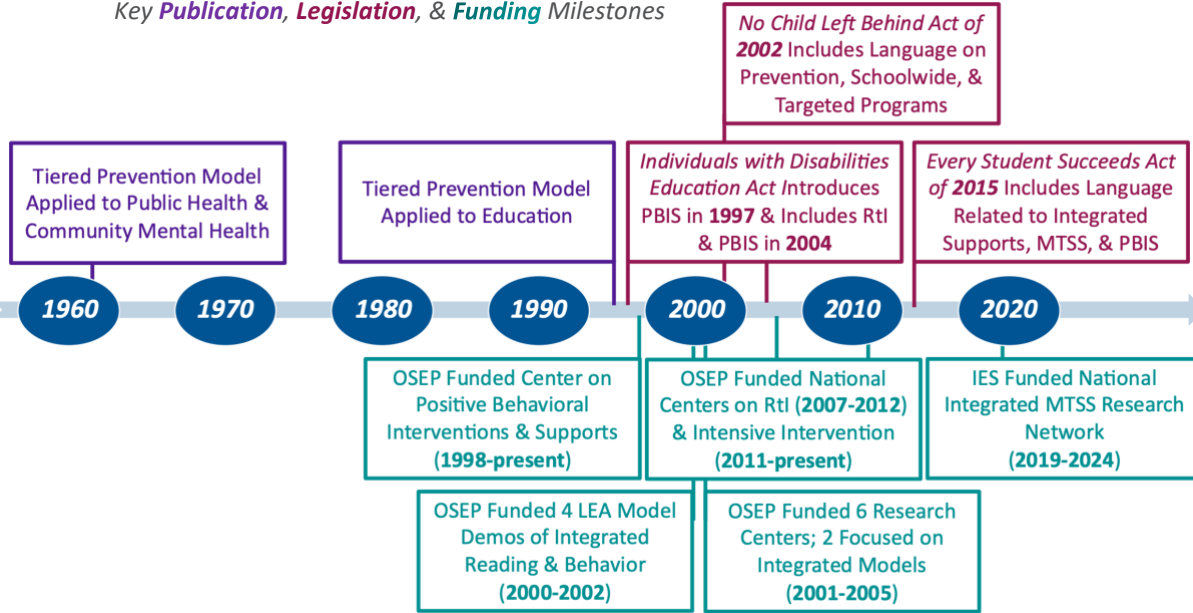 Key Publication, Legislation, & Funding Milestones
No Child Left Behind Act of
2002 Includes Language on
Prevention, Schoolwide, &
Targeted Programs
Tiered Prevention Model
Applied to Public Health &
Community Mental Health
Tiered Prevention Model
Applied to Education
Individuals with Disabilities
Education Act Introduces
PBIS in 1997 & Includes RtI
& PBIS in 2004
Every Student Succeeds Act
of 2015 Includes Language
Related to Integrated
Supports, MTSS, & PBIS
1960
1970
1980
1990
2000
2010
2020
OSEP Funded Center on
Positive Behavioral
Interventions & Supports
(1998-present)
OSEP Funded National
Centers on RtI (2007-2012)
& Intensive Intervention
(2011-present)
IES Funded National
Integrated MTSS Research
Network
(2019-2024)
OSEP Funded 4 LEA Model
Demos of Integrated
Reading & Behavior
(2000-2002)
OSEP Funded 6 Research
Centers; 2 Focused on
Integrated Models
(2001-2005)